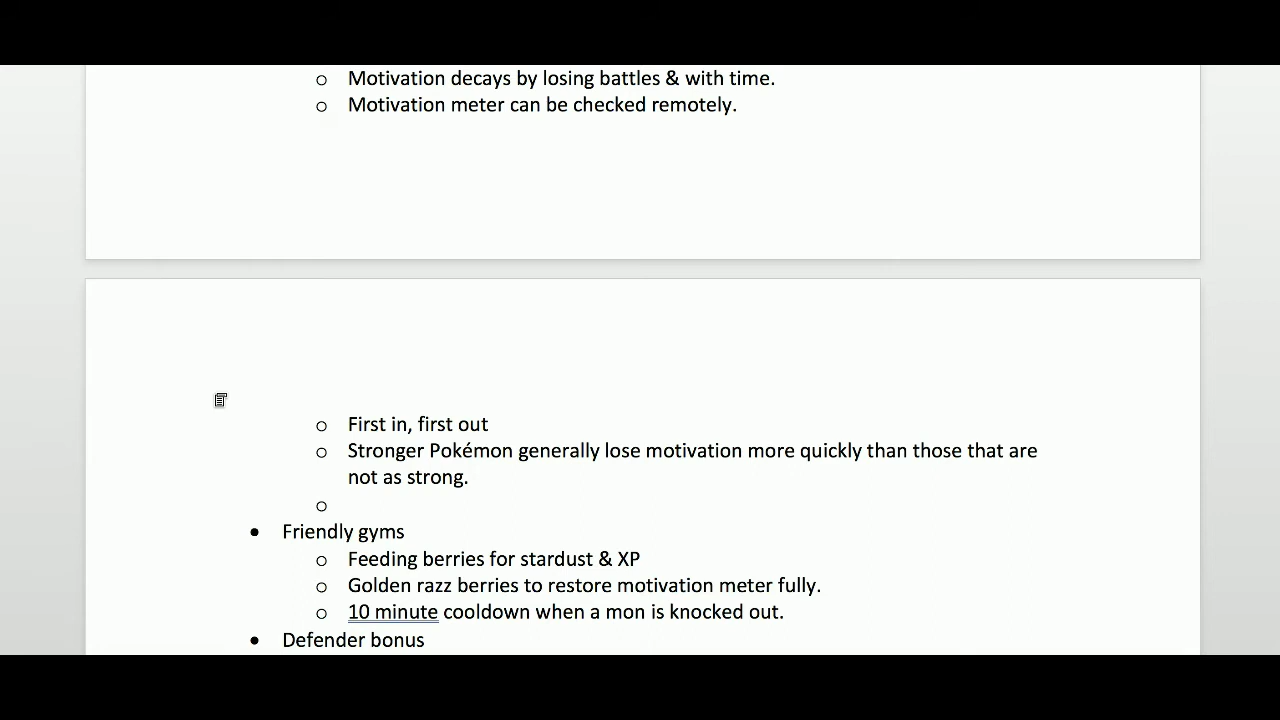 o Motivation decays by losing battles & with time.
o Motivation meter can be checked remotely.
o First in, first out
o Stronger Pokémon generally lose motivation more quickly than those that are
not as strong.
o
• Friendly gyms
o Feeding berries for stardust & XP
o Golden razz berries to restore motivation meter fully.
o 10 minute cooldown when a mon is knocked out.
• Defender bonus